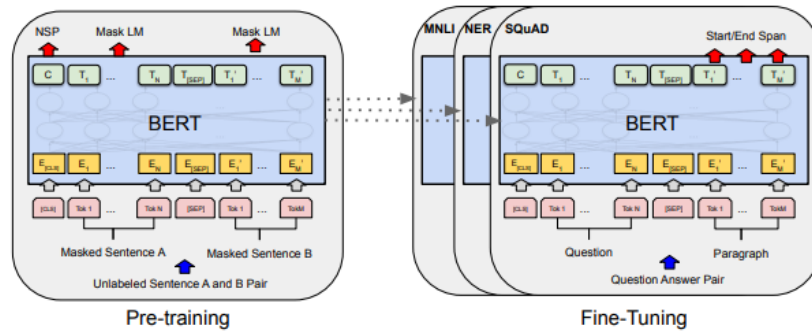 NSP Mask LM Mask LM
C T1 ... TN T[SEP] T1' ... TM'
BERT
E[CLS] E1 ... EN E[SEP] E1' ... EM'
[CLS] Tok 1 ... Tok N [SEP] Tok 1 ... TokM
Masked Sentence A Masked Sentence B
Unlabeled Sentence A and B Pair
Pre-training
MNLI NER SQuAD
Start/End Span
C T1 ... TN T[SEP] T1' ... TM'
BERT
E[CLS] E1 ... EN E[SEP] E1' ... EM'
[CLS] Tok 1 ... Tok N [SEP] Tok 1 ... TokM
Question Paragraph
Question Answer Pair
Fine-Tuning